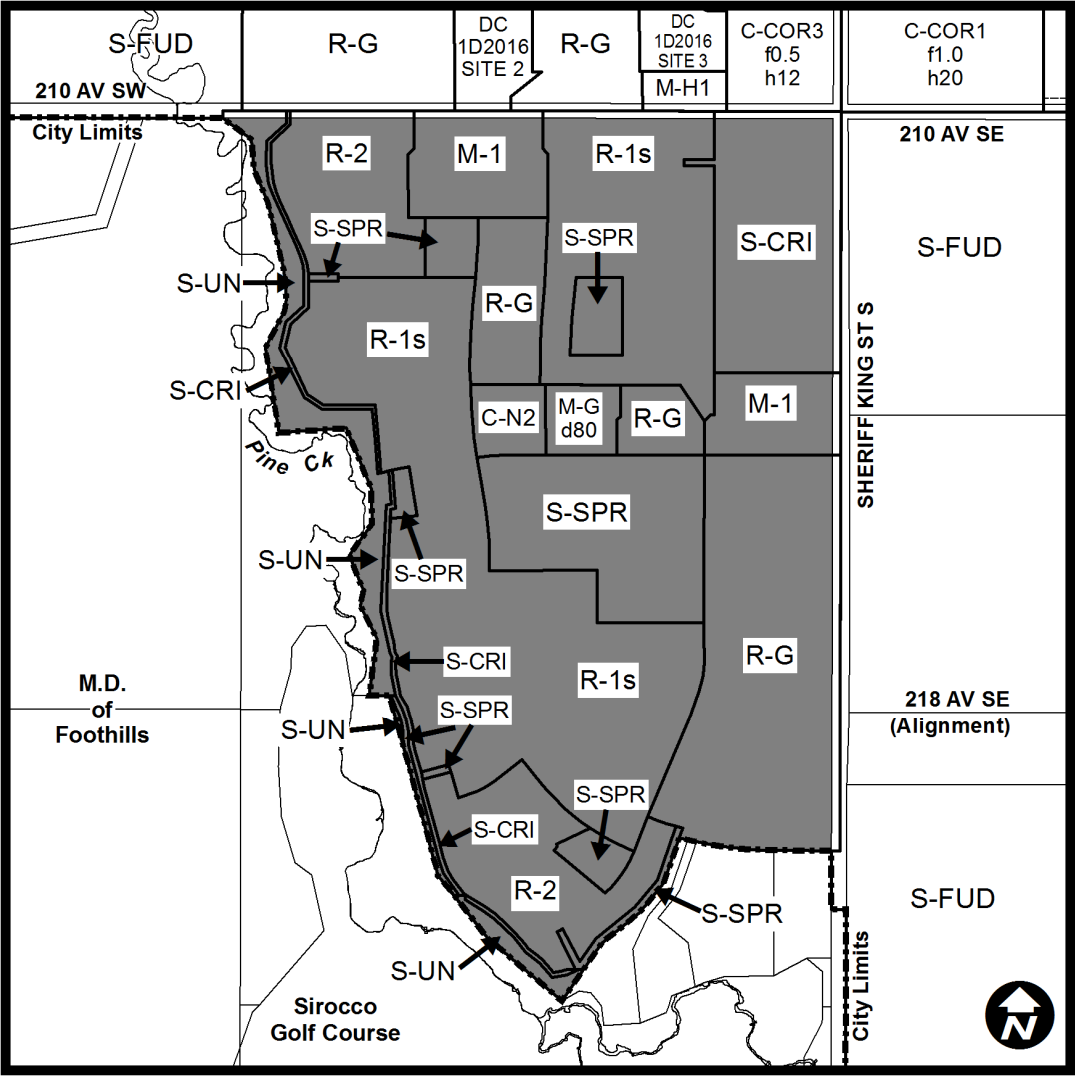 S-FUD
R-G
DC
1D2016
SITE 2
R-G
DC
1D2016
SITE 3
M-H1
C-COR3
f0.5
h12
C-COR1
f1.0
h20
210 AV SW
City Limits
210 AV SE
R-2
M-1
R-1s
S-SPR
S-SPR
S-CRI
S-FUD
S-UN
R-G
R-1s
SHERIFF KING ST S
S-CRI
C-N2
M-G
d80
R-G
M-1
Pine Ck
S-SPR
S-UN
S-SPR
S-CRI
R-1s
R-G
M.D.
of
Foothills
S-SPR
S-UN
218 AV SE
(Alignment)
S-SPR
S-CRI
R-2
S-SPR
S-FUD
S-UN
City Limits
Sirocco
Golf Course
N